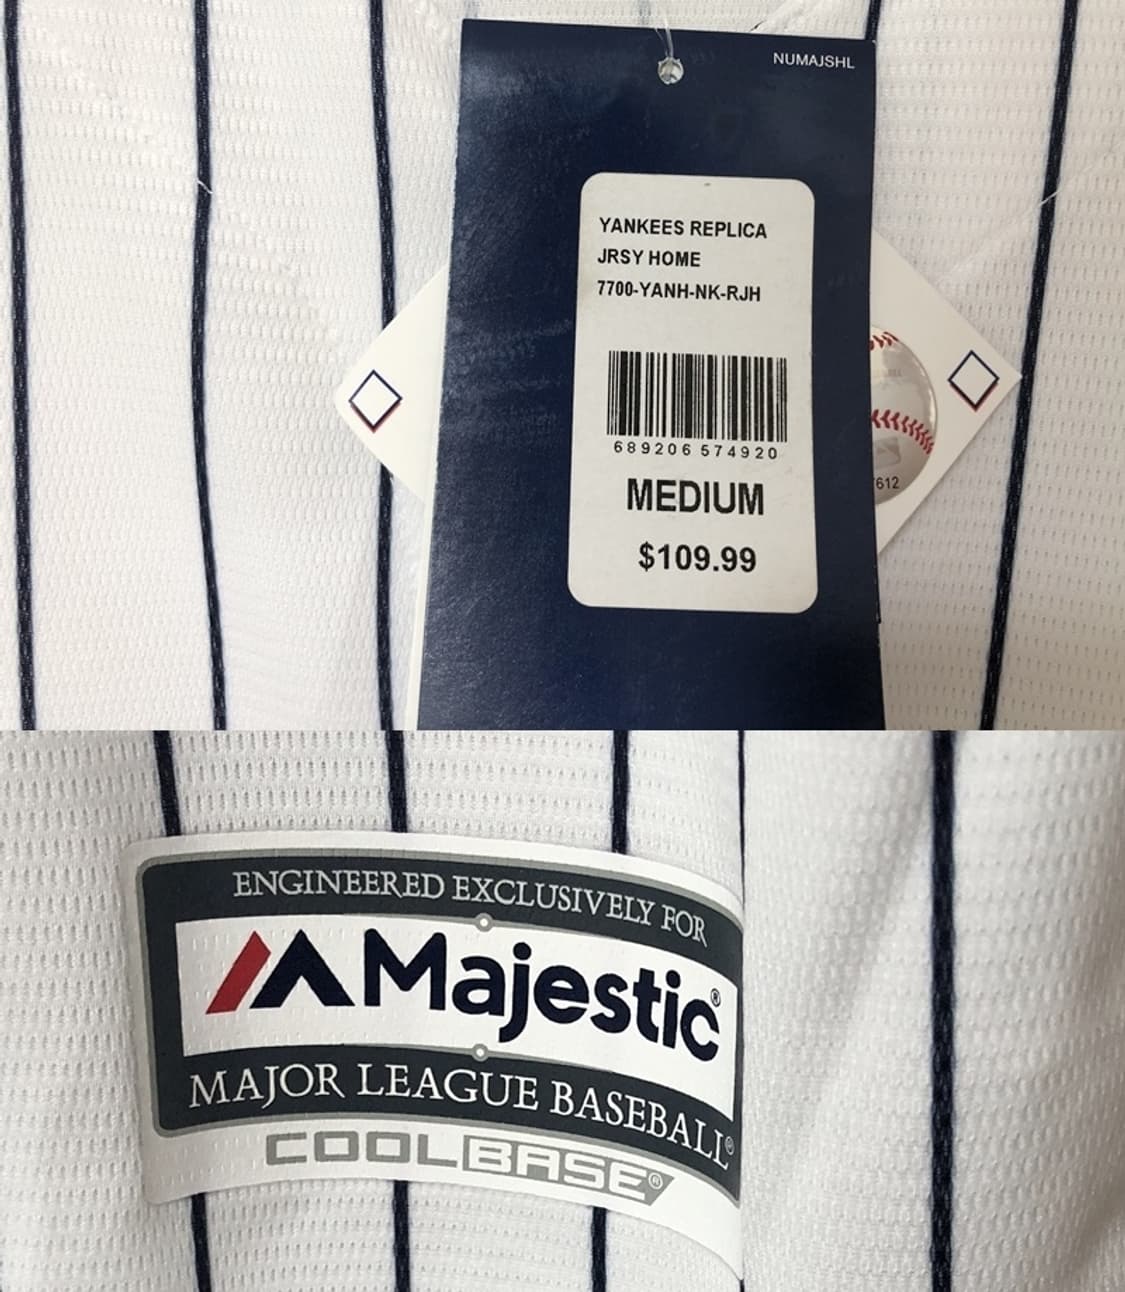 NUMAJSHL
YANKEES REPLICA
JRSY HOME
7700-YANH-NK-RJH
689206 574920
612
MEDIUM
$109.99
ENGINEERED EXCLUSIVELY FOR
Majestic®
MAJOR LEAGUE BASEBALL®
COOLBASE®